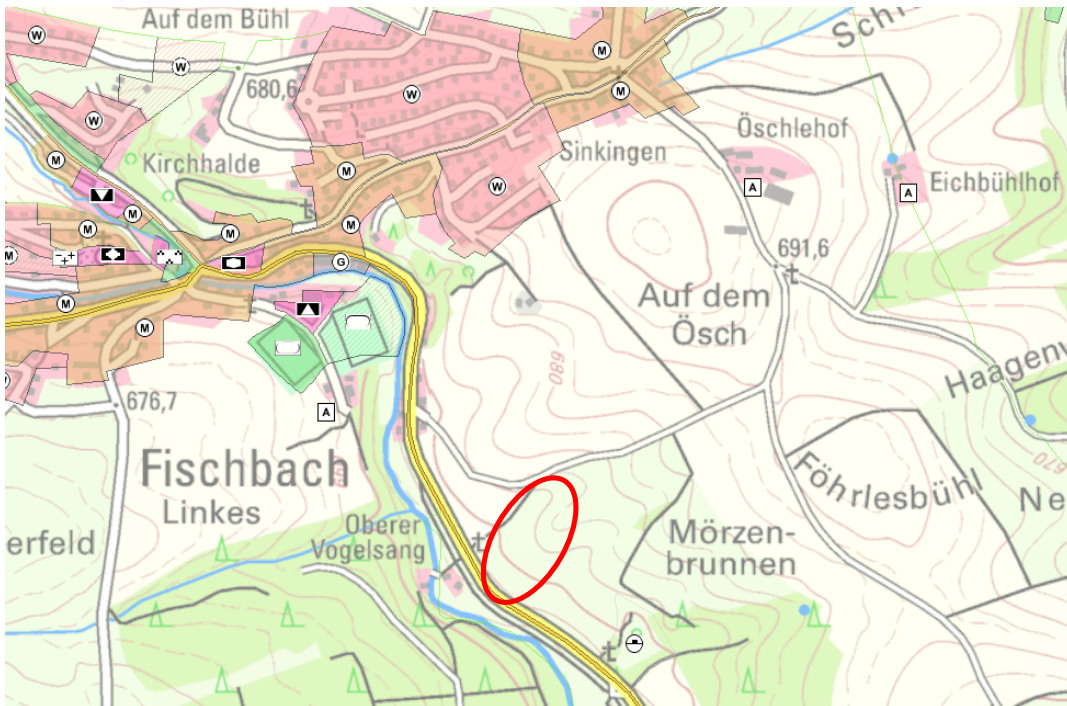 Auf dem Bühl
W
W
680,6
W
W
M
M
Öschlehof
Kirchhalde
Sinkingen
M
M
W
A
A
Eichbühlhof
M
M
M
M
M
G
691,6
M
M
Auf dem
Ösch
680
W
676,7
A
Haagen
Fischbach
Linkes
Föhrlesbühl
670
Ne
Oberer
Vogelsang
erfeld
Mörzen-
brunnen